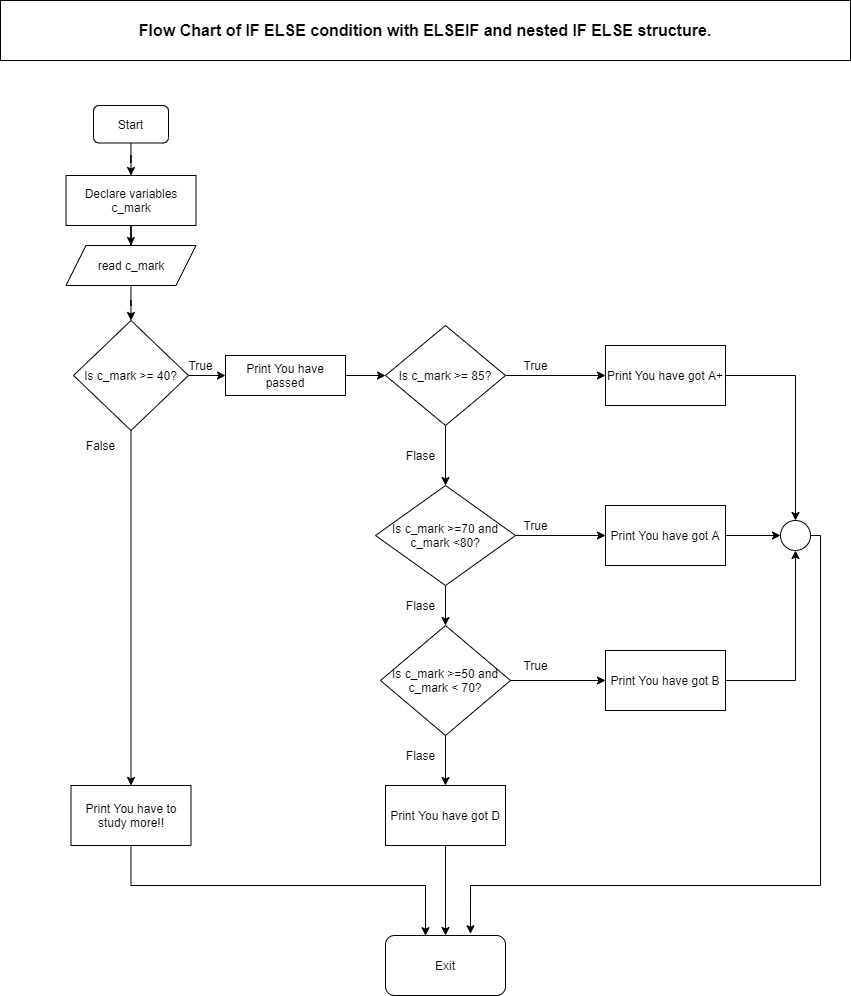 Flow Chart of IF ELSE condition with ELSEIF and nested IF ELSE structure.
Start
Declare variables
c_mark
read c_mark
Is c_mark >= 40?
True
Print You have
passed
Is c_mark >= 85?
True
Print You have got A+
False
Flase
Is c_mark >=70 and
c_mark <80?
True
Print You have got A
Flase
Is c_mark >=50 and
c_mark < 70?
True
Print You have got B
Flase
Print You have to
study more!!
Print You have got D
Exit